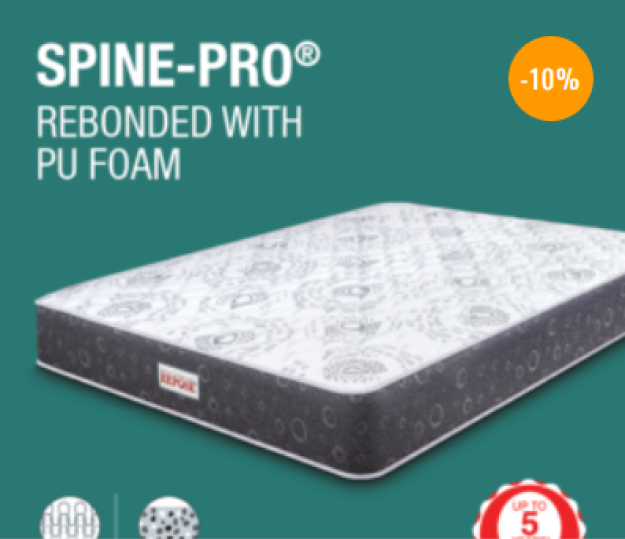 SPINE-PRO®
-10%
REBONDED WITH
PU FOAM
REPOSE
UP TO
5